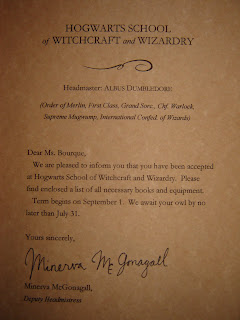 HOGWARTS SCHOOL
of WITCHCRAFT and WIZARDRY
Headmaster: ALBUS DUMBLEDORE
(Order of Merlin, First Class, Grand Sorc., Chf. Warlock,
Supreme Mugwump, International Confed. of Wizards)
Dear Ms. Bourque,
We are pleased to inform you that you have been accepted
at Hogwarts School of Witchcraft and Wizardry. Please
find enclosed a list of all necessary books and equipment.
Term begins on September 1. We await your owl by no
later than July 31.
Yours sincerely,
Minerva McGonagall
Minerva McGonagall,
Deputy Headmistress